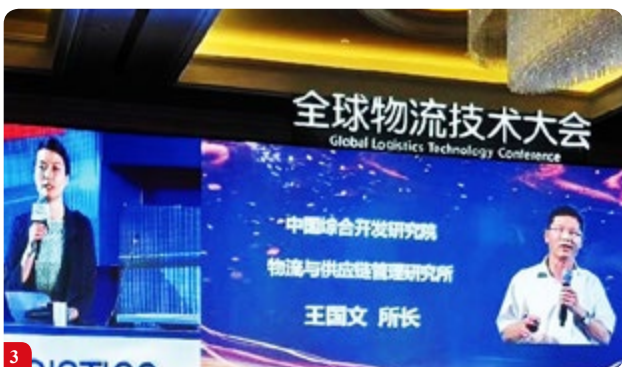 全球物流技术大会
Global Logistics Technology Conference
中国综合开发研究院
物流与供应链管理研究所
王国文 所长
3